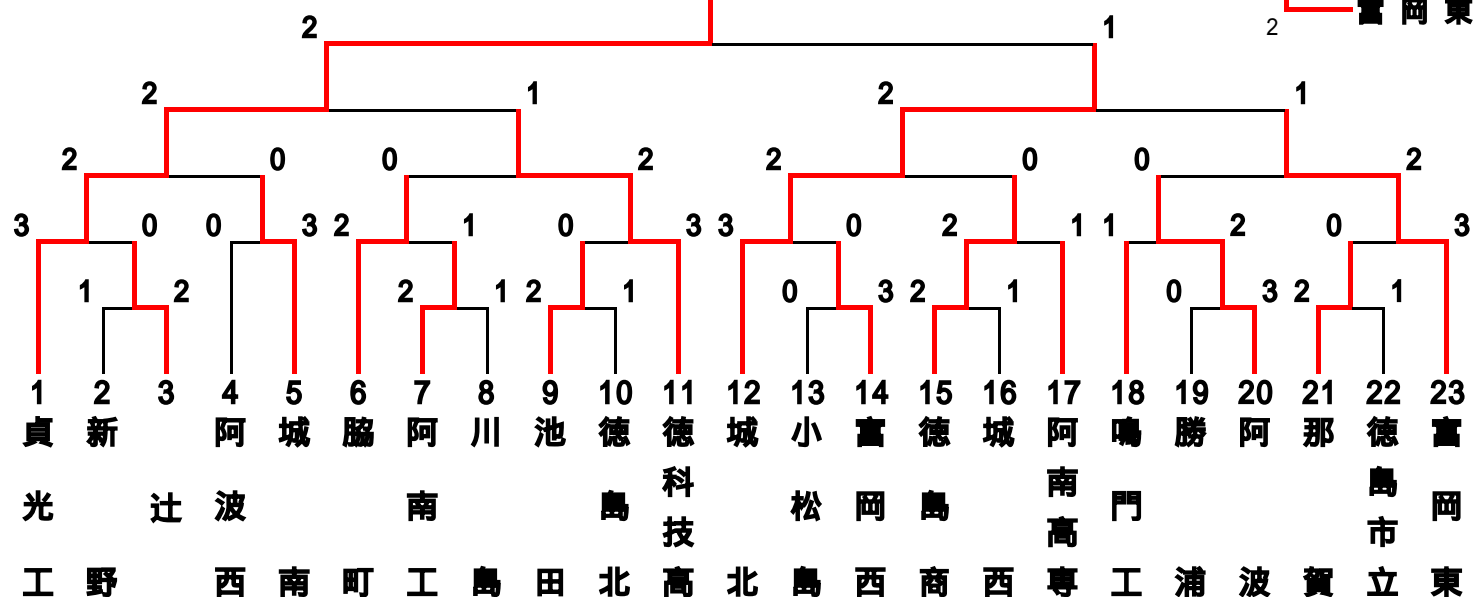 富岡東
2 1 2
2 1 2 1
2 0 0 2 2 0 0 2
3 0 0 3 2 1 0 3 3 0 2 1 1 2 0 3
1 2 2 1 2 1 0 3 2 1 0 3 2 1
1 2 3 4 5 6 7 8 9 10 11 12 13 14 15 16 17 18 19 20 21 22 23
貞光工
新野
辻
阿波西
城南
脇町
阿南工
川島
池田
徳島北
徳科技高
城北
小松島
富岡西
徳島商
城西
阿南高専
鳴門工
勝浦
阿波
那賀
徳島市立
富岡東